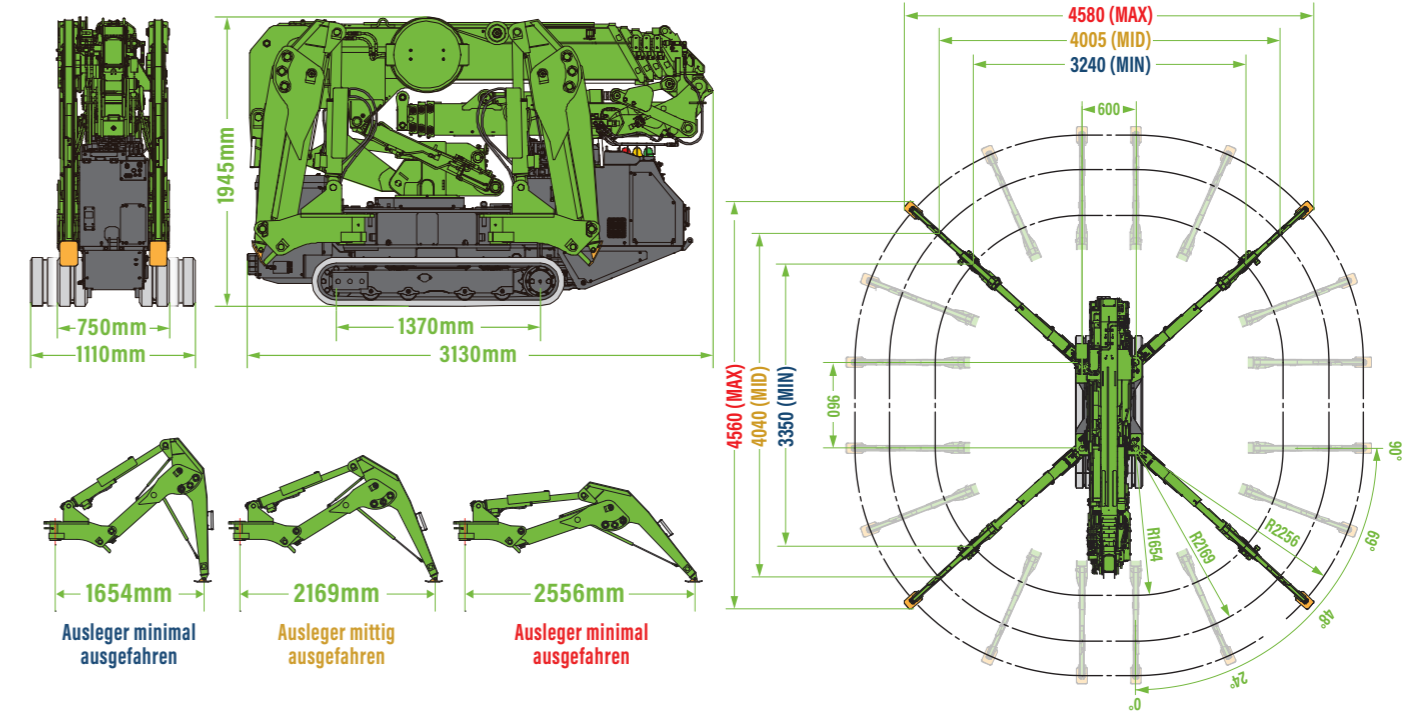 1945mm
750mm
1110mm
1370mm
3130mm
1654mm
Ausleger minimal
ausgefahren
2169mm
Ausleger mittig
ausgefahren
2556mm
Ausleger minimal
ausgefahren
4580 (MAX)
4005 (MID)
3240 (MIN)
600
4560 (MAX)
4040 (MID)
3350 (MIN)
960
R1654
R2169
R2256
90°
69°
48°
24°
0°